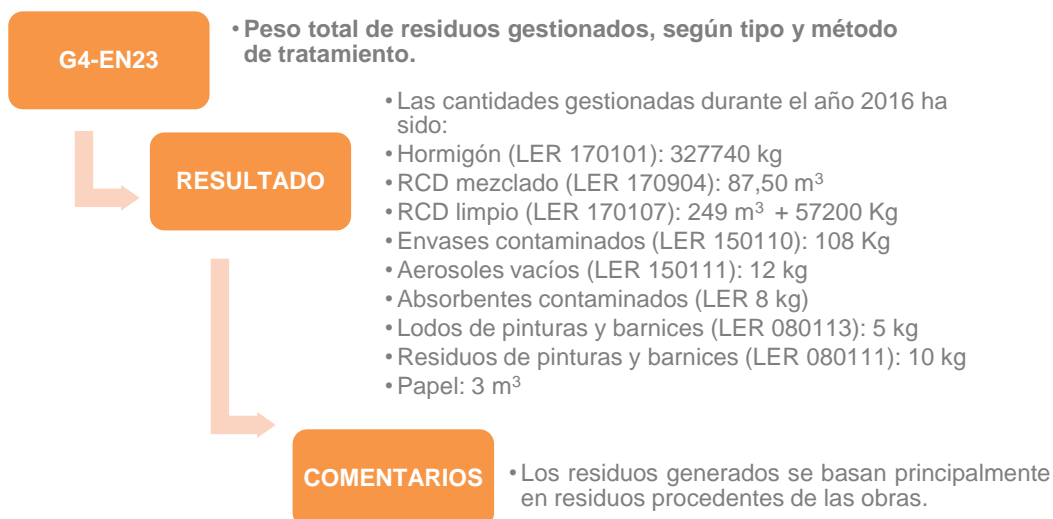 G4-EN23
• Peso total de residuos gestionados, según tipo y método
de tratamiento.
RESULTADO
• Las cantidades gestionadas durante el año 2016 ha
sido:
• Hormigón (LER 170101): 327740 kg
• RCD mezclado (LER 170904): 87,50 m³
• RCD limpio (LER 170107): 249 m³ + 57200 Kg
• Envases contaminados (LER 150110): 108 Kg
• Aerosoles vacíos (LER 150111): 12 kg
• Absorbentes contaminados (LER 8 kg)
• Lodos de pinturas y barnices (LER 080113): 5 kg
• Residuos de pinturas y barnices (LER 080111): 10 kg
• Papel: 3 m³
COMENTARIOS
• Los residuos generados se basan principalmente
en residuos procedentes de las obras.